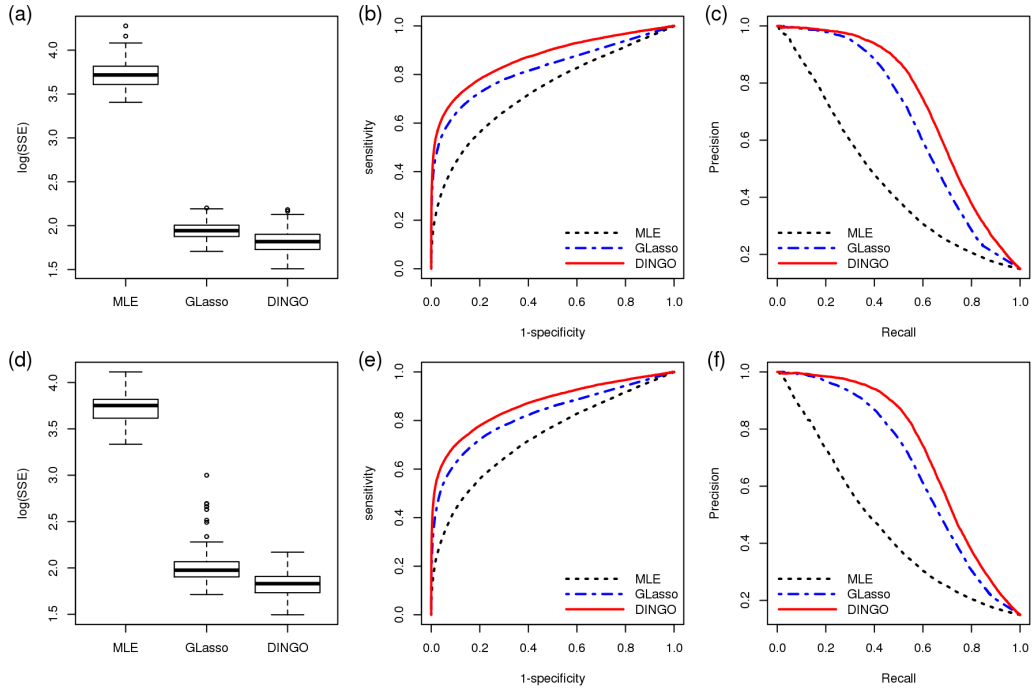 (a)
log(SSE)
4.0
3.5
3.0
2.5
2.0
1.5
MLE GLasso DINGO
(b)
sensitivity
1.0
0.8
0.6
0.4
0.2
0.0
MLE
GLasso
DINGO
0.0 0.2 0.4 0.6 0.8 1.0
1-specificity
(c)
Precision
1.0
0.8
0.6
0.4
0.2
MLE
GLasso
DINGO
0.0 0.2 0.4 0.6 0.8 1.0
Recall
(d)
log(SSE)
4.0
3.5
3.0
2.5
2.0
1.5
MLE GLasso DINGO
(e)
sensitivity
1.0
0.8
0.6
0.4
0.2
0.0
MLE
GLasso
DINGO
0.0 0.2 0.4 0.6 0.8 1.0
1-specificity
(f)
Precision
1.0
0.8
0.6
0.4
0.2
MLE
GLasso
DINGO
0.0 0.2 0.4 0.6 0.8 1.0
Recall